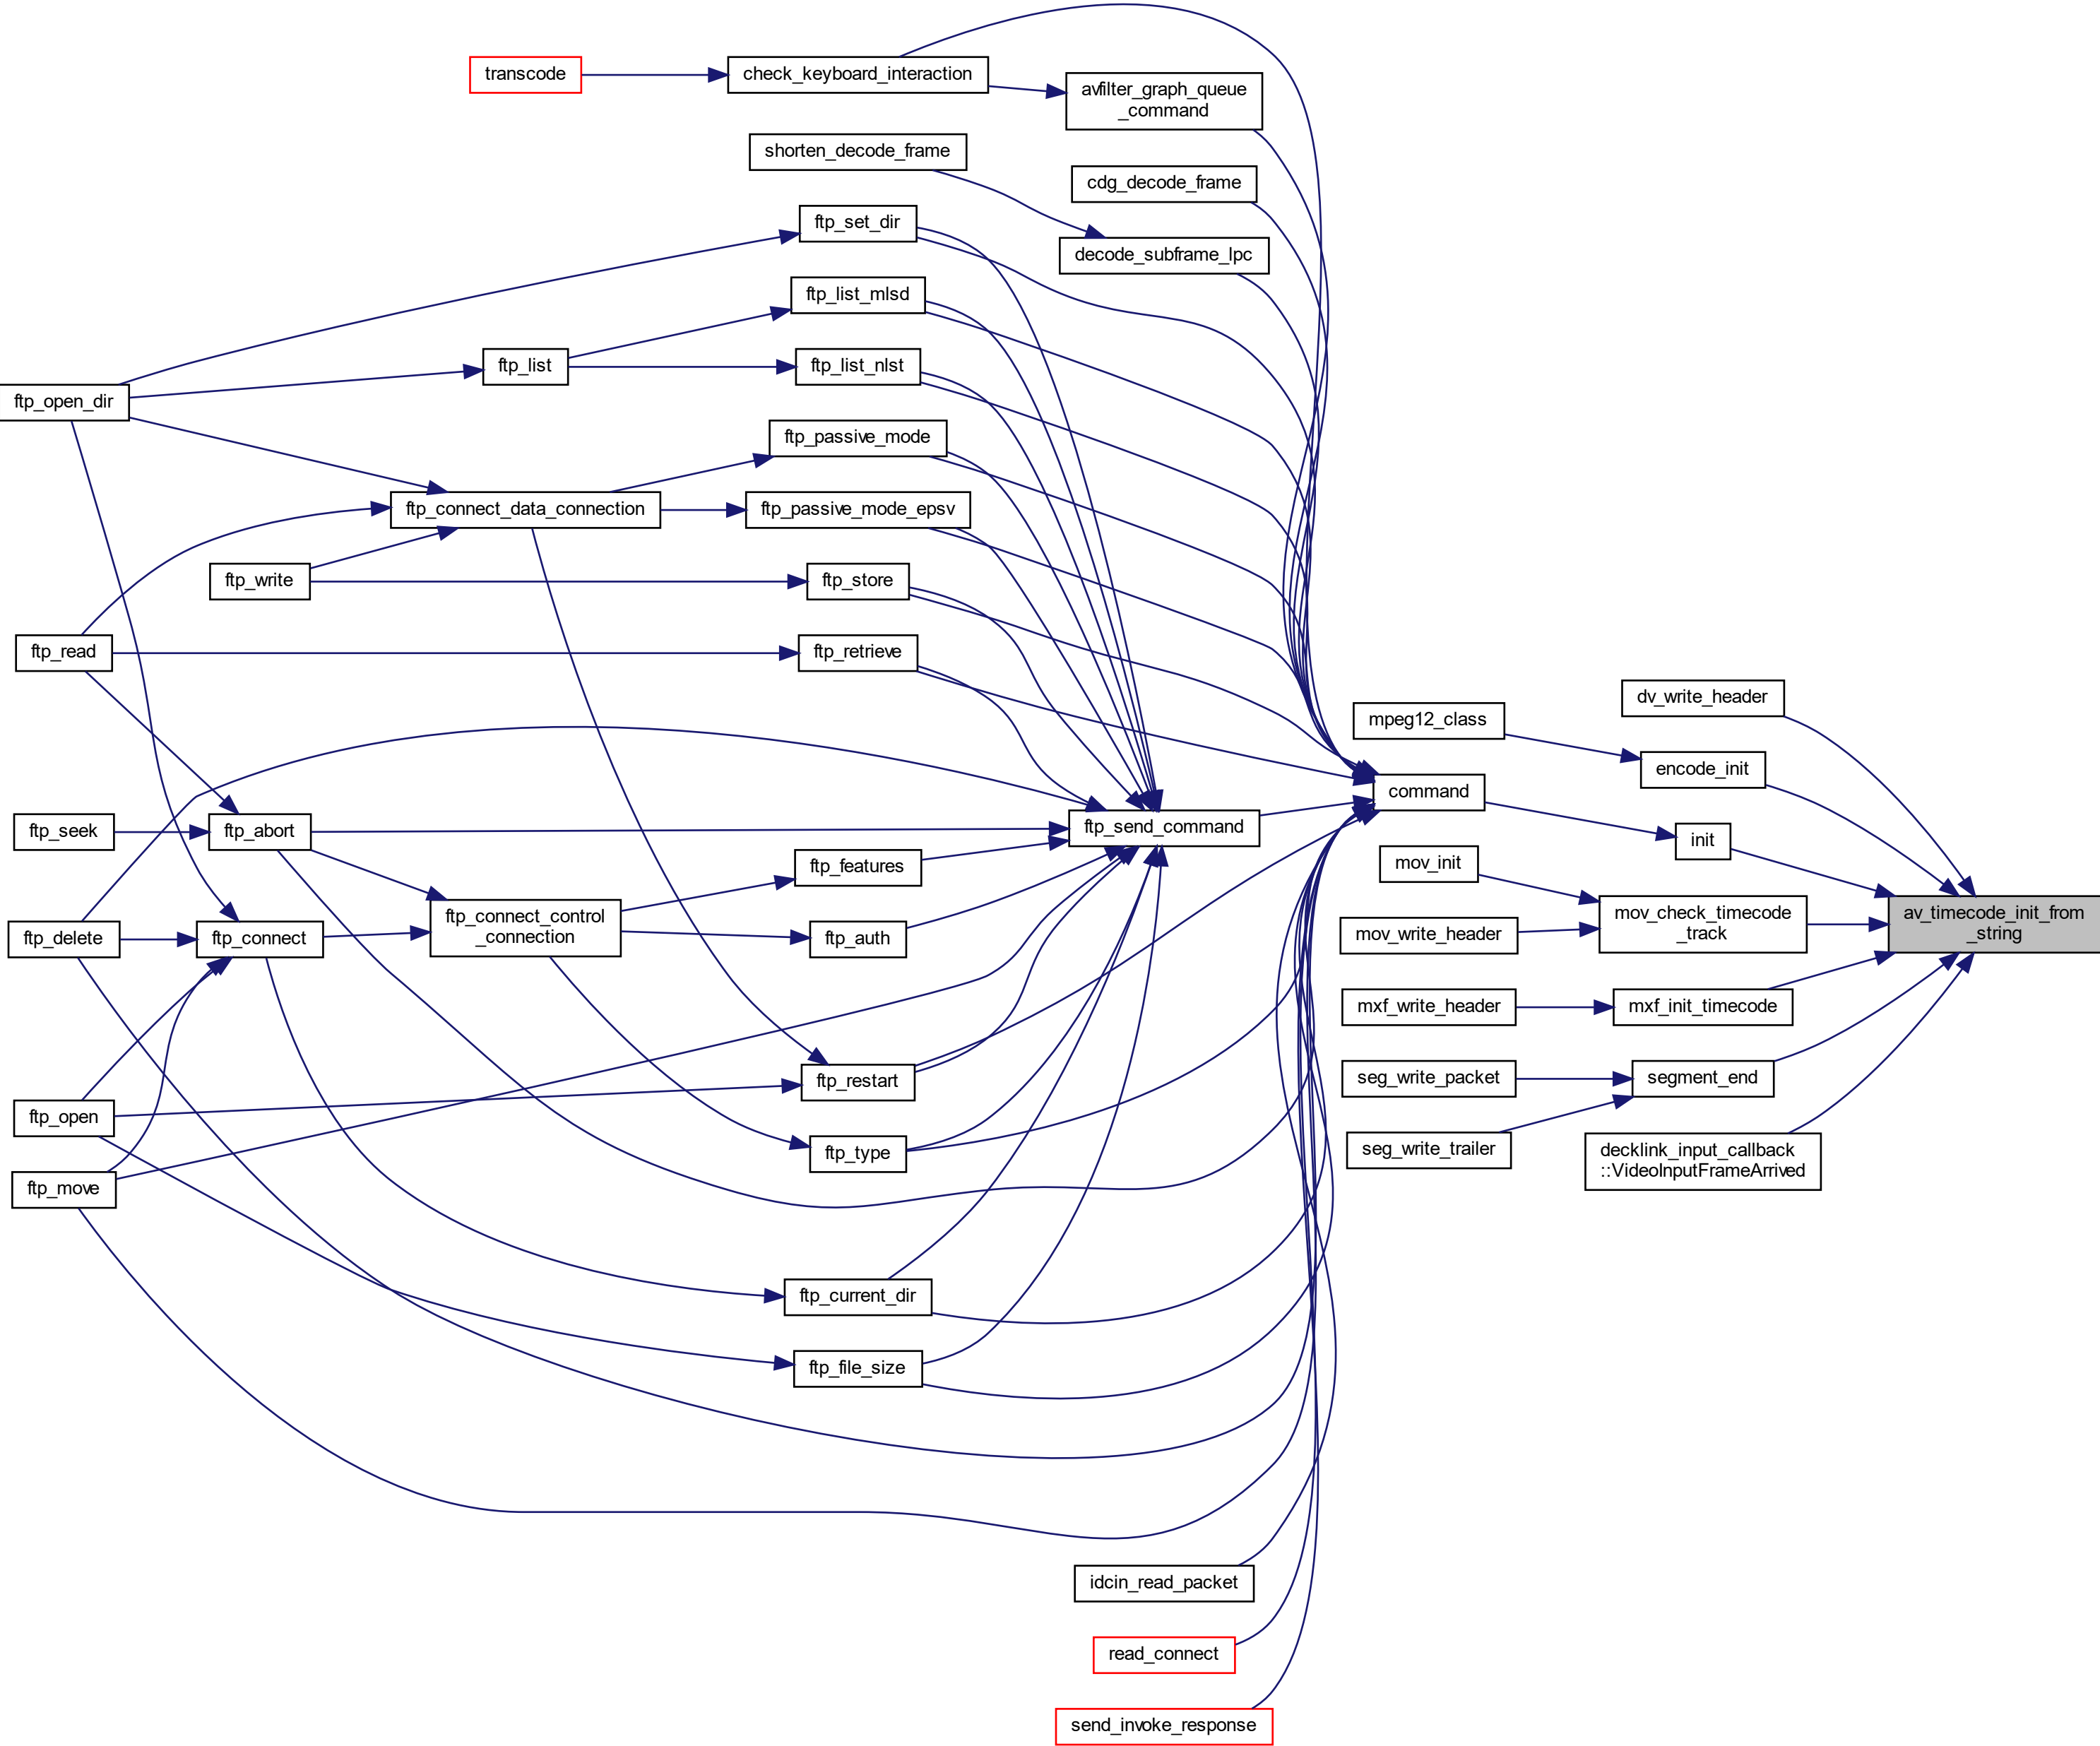 transcode
check_keyboard_interaction
avfilter_graph_queue
_command
shorten_decode_frame
cdg_decode_frame
ftp_set_dir
decode_subframe_lpc
ftp_list_mlsd
ftp_list
ftp_list_nlst
ftp_open_dir
ftp_passive_mode
ftp_connect_data_connection
ftp_passive_mode_epsv
ftp_write
ftp_store
ftp_read
ftp_retrieve
dv_write_header
mpeg12_class
encode_init
command
ftp_seek
ftp_abort
ftp_send_command
init
ftp_features
mov_init
ftp_delete
ftp_connect
ftp_connect_control
_connection
ftp_auth
mov_write_header
mov_check_timecode
_track
av_timecode_init_from
_string
mxf_write_header
mxf_init_timecode
ftp_restart
seg_write_packet
segment_end
ftp_open
ftp_type
seg_write_trailer
decklink_input_callback
::VideoInputFrameArrived
ftp_move
ftp_current_dir
ftp_file_size
idcin_read_packet
read_connect
send_invoke_response